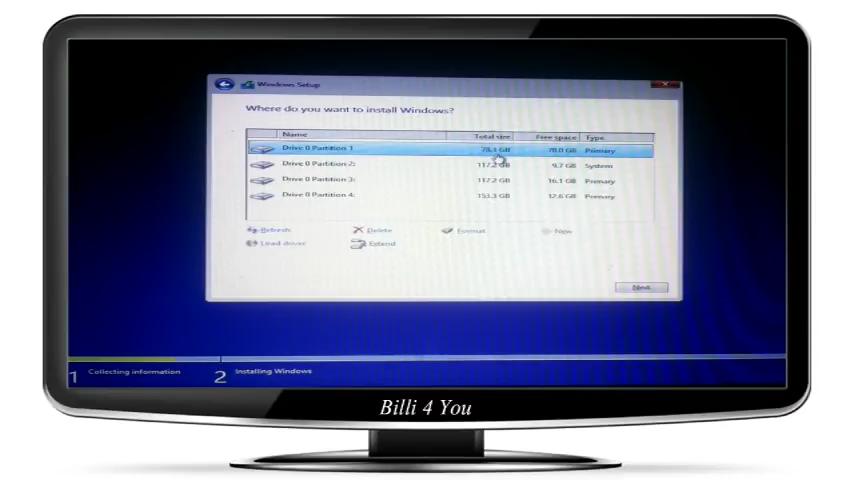 Windows Setup
Where do you want to install Windows?
Name Total size Free space Type
Drive 0 Partition 1 78.1 GB 78.0 GB Primary
Drive 0 Partition 2: 117.2 GB 9.7 GB System
Drive 0 Partition 3: 117.2 GB 16.1 GB Primary
Drive 0 Partition 4: 153.3 GB 12.6 GB Primary
Refresh Delete Format New
Load driver Extend
Next
1 Collecting information 2 Installing Windows
Billi 4 You